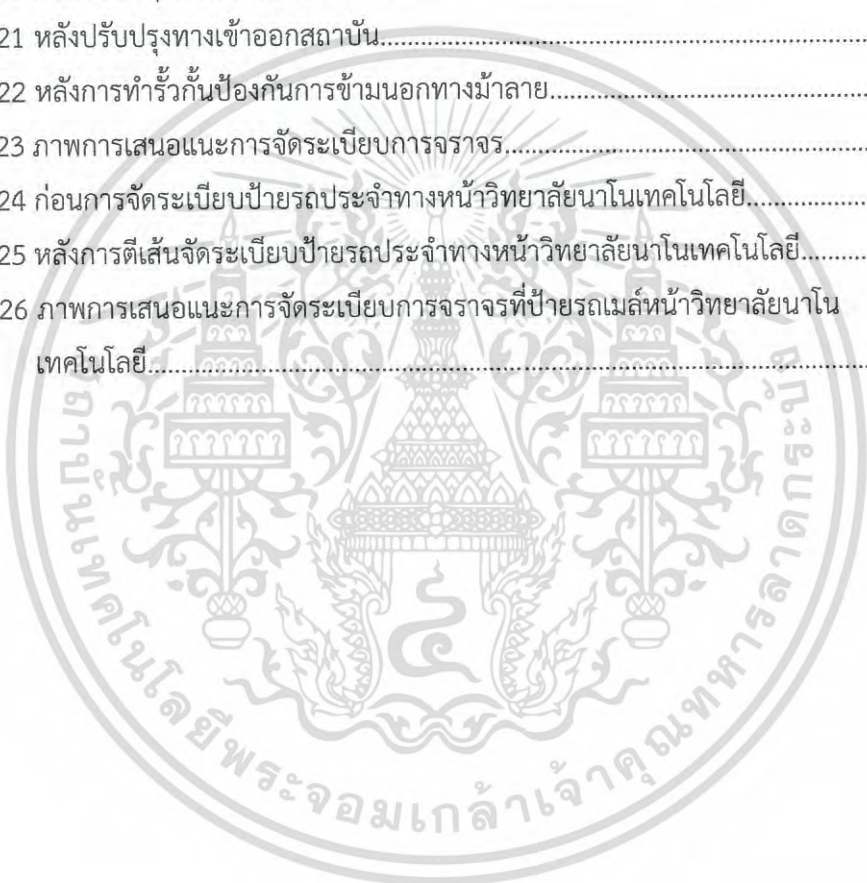 21 หลังปรับปรุงทางเข้าออกสถาบัน
22 หลังการทำรั้วกั้นป้องกันการข้ามนอกทางม้าลาย
23 ภาพการเสนอแนะการจัดระเบียบการจราจร
24 ก่อนการจัดระเบียบป้ายรถประจำทางหน้าวิทยาลัยนาโนเทคโนโลยี
25 หลังการตีเส้นจัดระเบียบป้ายรถประจำทางหน้าวิทยาลัยนาโนเทคโนโลยี
26 ภาพการเสนอแนะการจัดระเบียบการจราจรที่ป้ายรถเมล์หน้าวิทยาลัยนาโน
เทคโนโลยี
สถาบันเทคโนโลยีพระจอมเกล้าเจ้าคุณทหารลาดกระบัง